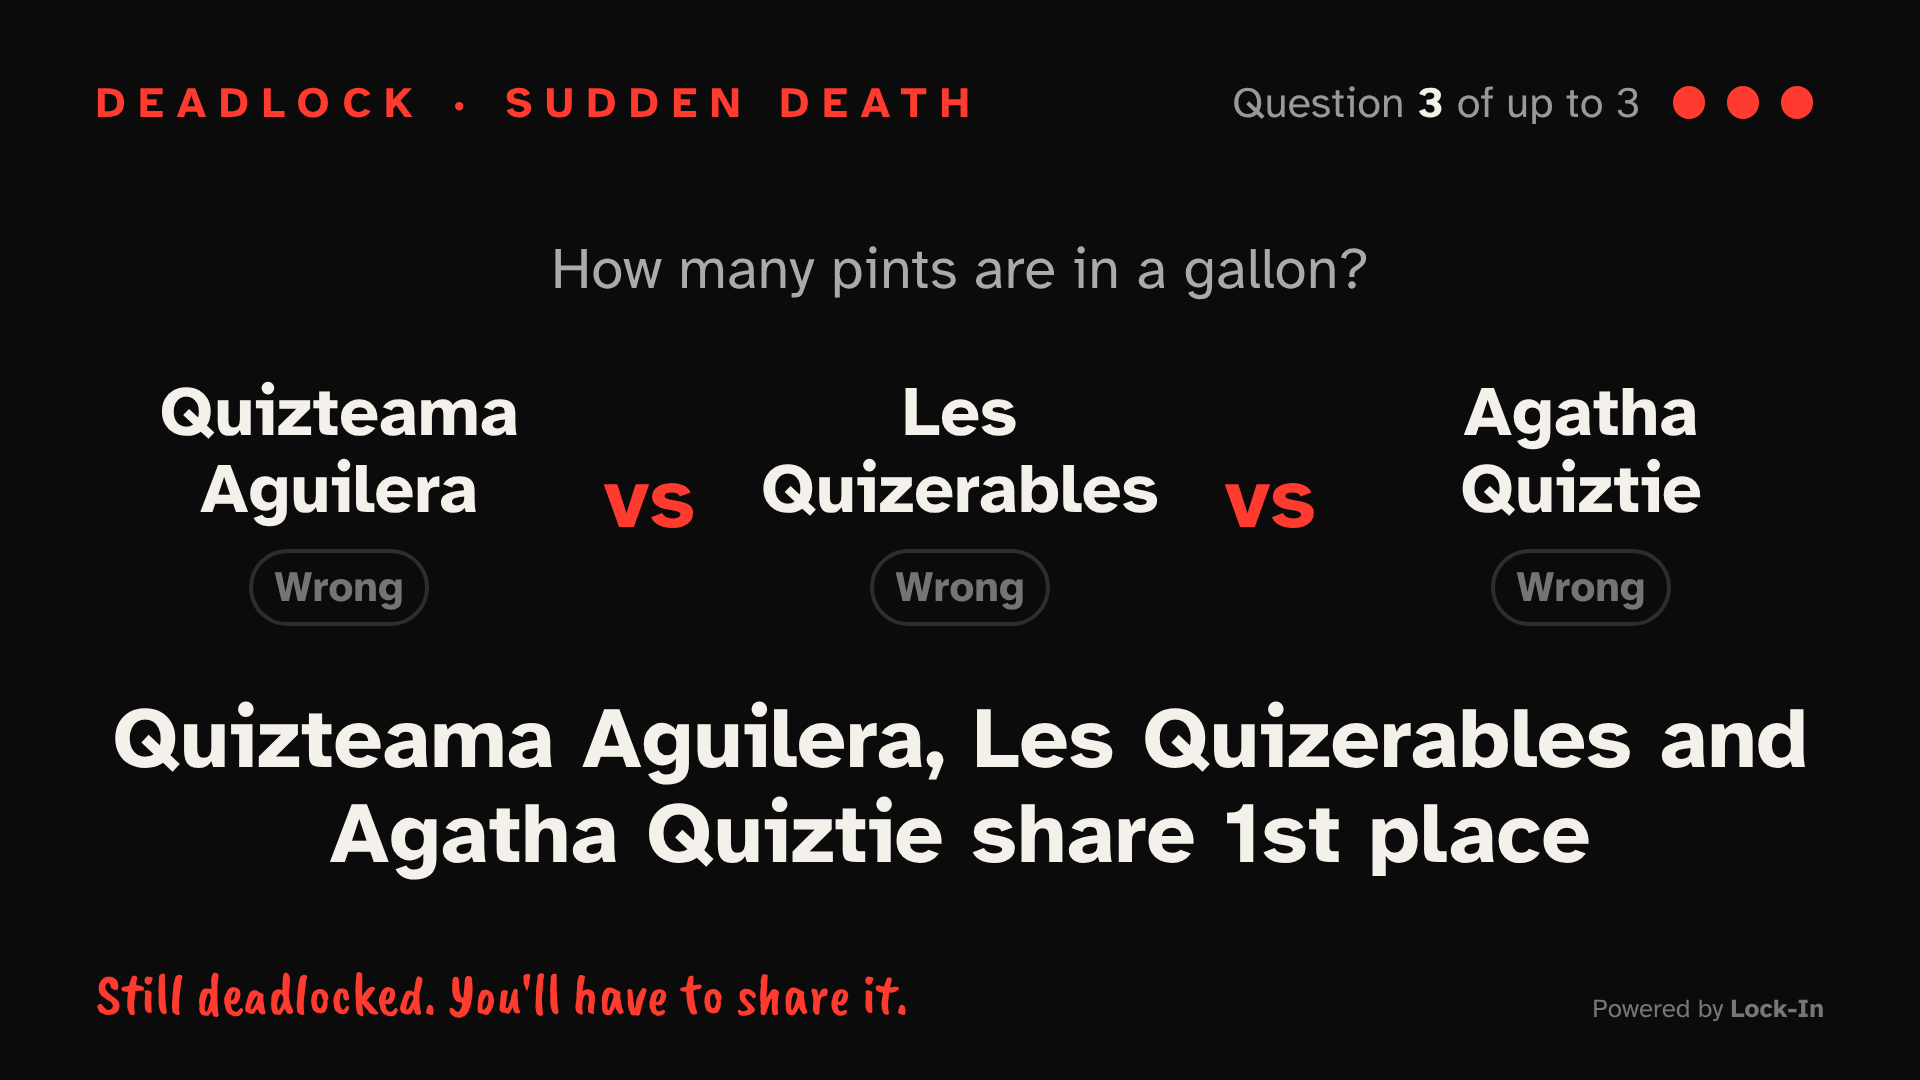 DEADLOCK · SUDDEN DEATH
Question 3 of up to 3
How many pints are in a gallon?
Quizteama
Aguilera
Wrong
vs
Les
Quizerables
Wrong
vs
Agatha
Quiztie
Wrong
Quizteama Aguilera, Les Quizerables and
Agatha Quiztie share 1st place
Still deadlocked. You'll have to share it.
Powered by Lock-In